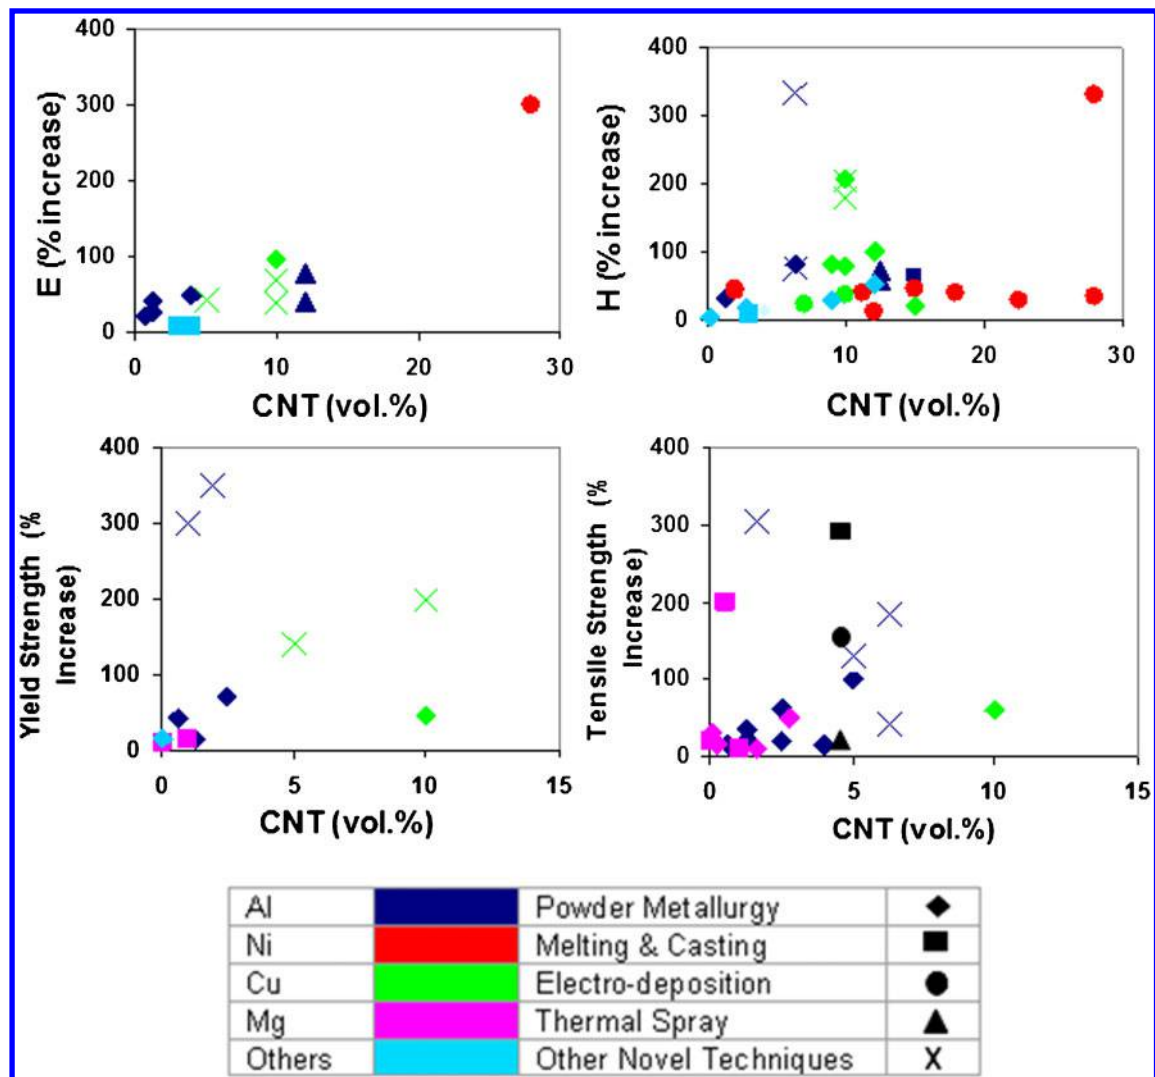 400
300
200
100
0
E (% increase)
0 10 20 30
CNT (vol.%)
400
300
200
100
0
H (% increase)
0 10 20 30
CNT (vol.%)
400
300
200
100
0
Yield Strength (%
Increase)
0 5 10 15
CNT (vol.%)
400
300
200
100
0
Tensile Strength (%
Increase)
0 5 10 15
CNT (vol.%)
Al Powder Metallurgy
Ni Melting & Casting
Cu Electro-deposition
Mg Thermal Spray
Others Other Novel Techniques X